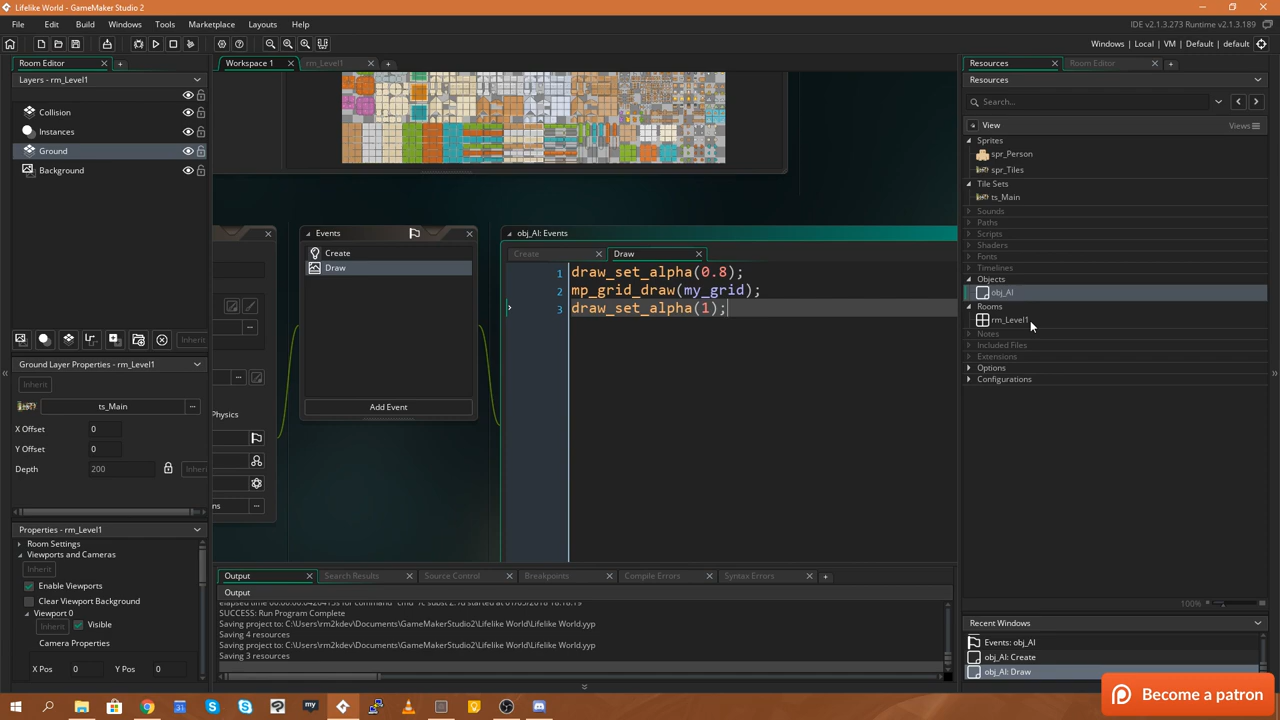 Lifelike World - GameMaker Studio 2
File Edit Build Windows Tools Marketplace Layouts Help
IDE v2.1.3.273 Runtime v2.1.3.189
Windows | Local | VM | Default | default
Room Editor
Layers - rm_Level1
Collision
Instances
Ground
Background
Inherit
Ground Layer Properties - rm_Level1
Inherit
ts_Main
X Offset 0
Y Offset 0
Depth 200
Properties - rm_Level1
Room Settings
Viewports and Cameras
Inherit
Enable Viewports
Clear Viewport Background
Viewport 0
Inherit Visible
Camera Properties
X Pos 0 Y Pos 0
Workspace 1 rm_Level1
Physics
Events
Create
Draw
Add Event
obj_AI: Events
Create Draw
1 draw_set_alpha(0.8);
2 mp_grid_draw(my_grid);
3 draw_set_alpha(1);
Output Search Results Source Control Breakpoints Compile Errors Syntax Errors
Output
SUCCESS: Run Program Complete
Saving project to: C:\Users\rm2kdev\Documents\GameMakerStudio2\Lifelike World\Lifelike World.yyp
Saving 4 resources
Saving project to: C:\Users\rm2kdev\Documents\GameMakerStudio2\Lifelike World\Lifelike World.yyp
Saving 3 resources
Resources Room Editor
Resources
Search...
View Views
Sprites
spr_Person
spr_Tiles
Tile Sets
ts_Main
Sounds
Paths
Scripts
Shaders
Fonts
Timelines
Objects
obj_AI
Rooms
rm_Level1
Notes
Included Files
Extensions
Options
Configurations
100%
Recent Windows
Events: obj_AI
obj_AI: Create
obj_AI: Draw
Become a patron